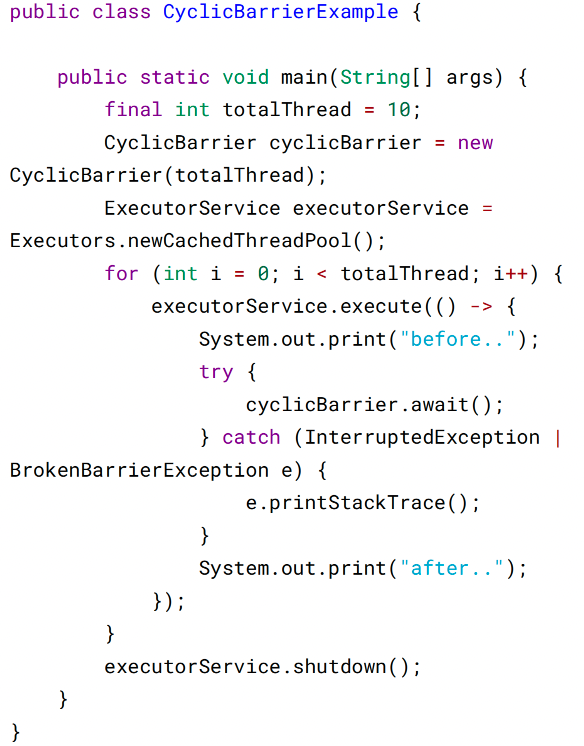 public class CyclicBarrierExample {

    public static void main(String[] args) {
        final int totalThread = 10;
        CyclicBarrier cyclicBarrier = new
CyclicBarrier(totalThread);
        ExecutorService executorService =
Executors.newCachedThreadPool();
        for (int i = 0; i < totalThread; i++) {
            executorService.execute(() -> {
                System.out.print("before..");
                try {
                    cyclicBarrier.await();
                } catch (InterruptedException |
BrokenBarrierException e) {
                    e.printStackTrace();
                }
                System.out.print("after..");
            });
        }
        executorService.shutdown();
    }
}